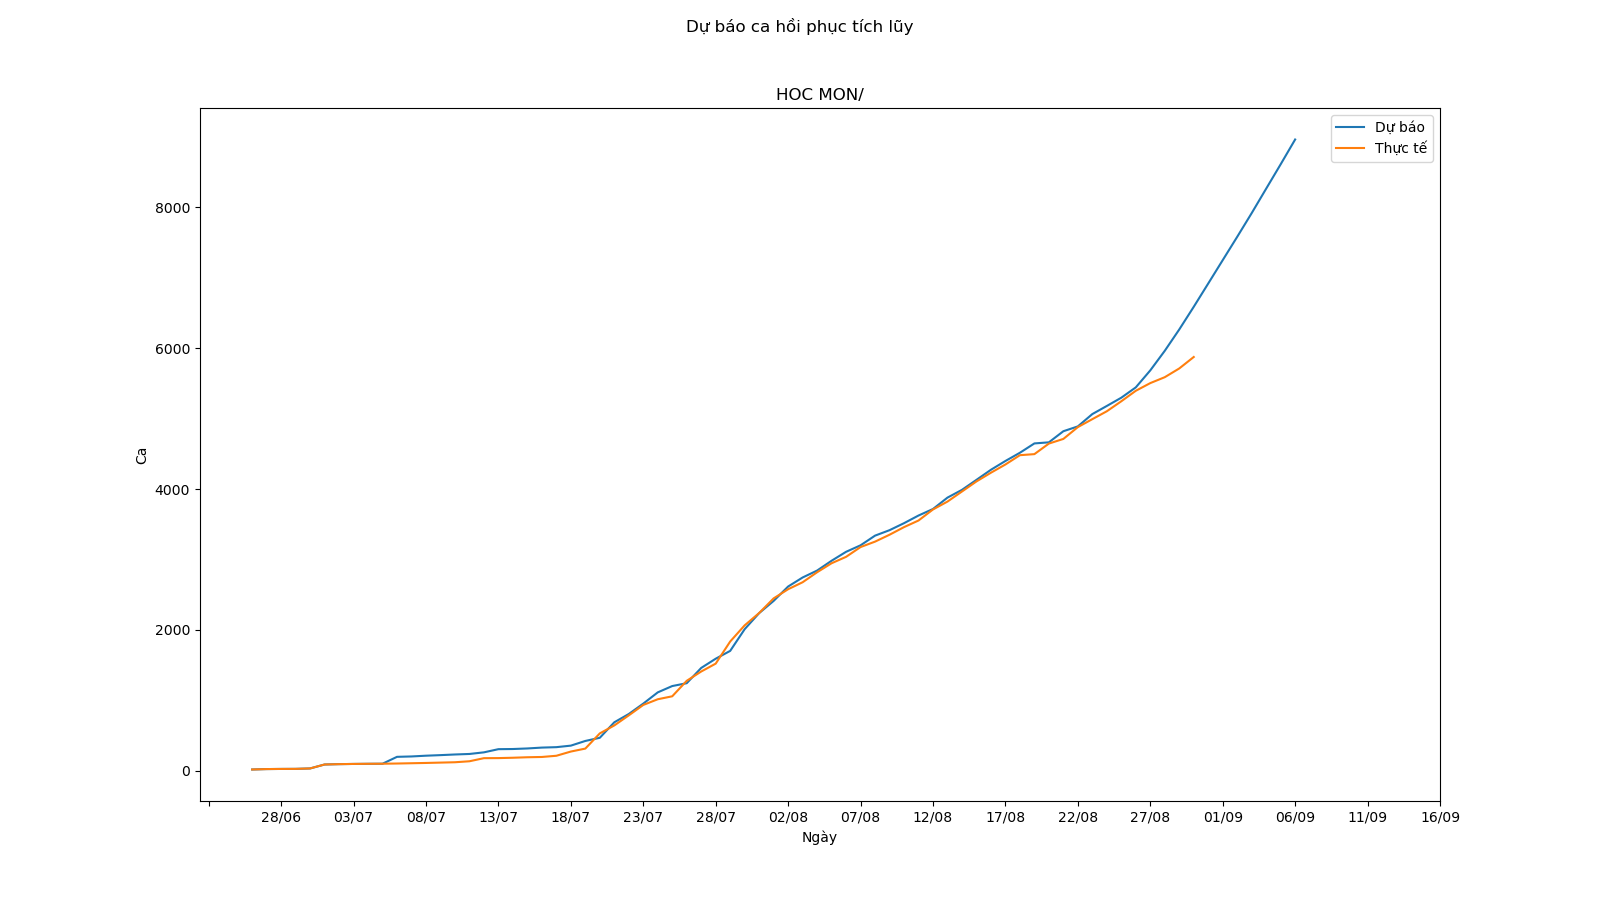 Dự báo ca hồi phục tích lũy
HOC MON/
Dự báo
Thực tế
8000
6000
4000
2000
0
Ca
28/06 03/07 08/07 13/07 18/07 23/07 28/07 02/08 07/08 12/08 17/08 22/08 27/08 01/09 06/09 11/09 16/09
Ngày